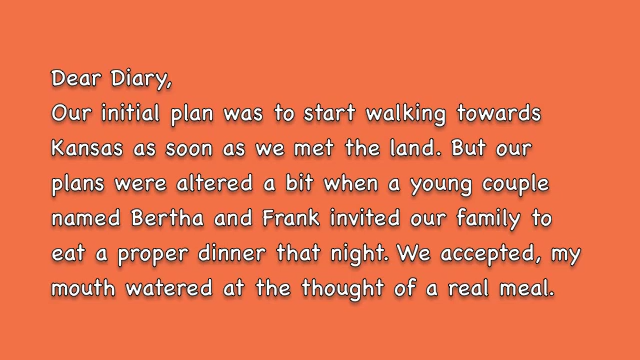 Dear Diary,
Our initial plan was to start walking towards
Kansas as soon as we met the land. But our
plans were altered a bit when a young couple
named Bertha and Frank invited our family to
eat a proper dinner that night. We accepted, my
mouth watered at the thought of a real meal.